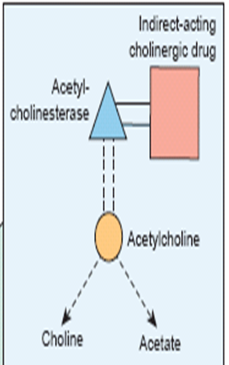 Indirect-acting
cholinergic drug
Acetyl-
cholinesterase
Acetylcholine
Choline
Acetate